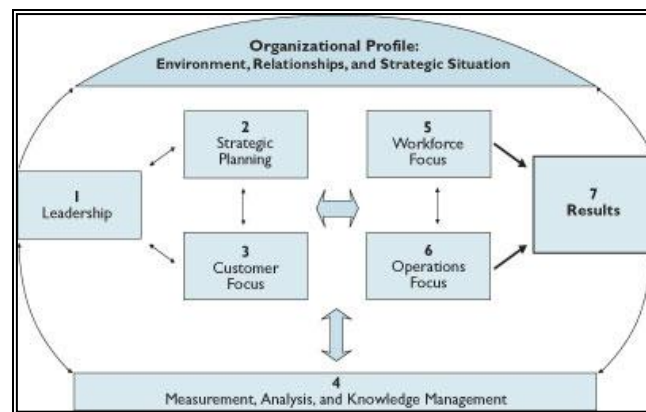 Organizational Profile:
Environment, Relationships, and Strategic Situation
2
Strategic
Planning
5
Workforce
Focus
1
Leadership
7
Results
3
Customer
Focus
6
Operations
Focus
4
Measurement, Analysis, and Knowledge Management